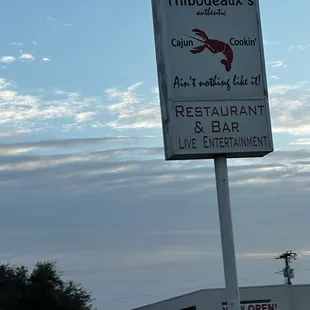 Thibodeaux's
authentic
Cajun Cookin'
Ain't nothing like it!
RESTAURANT
& BAR
LIVE ENTERTAINMENT
OPEN!